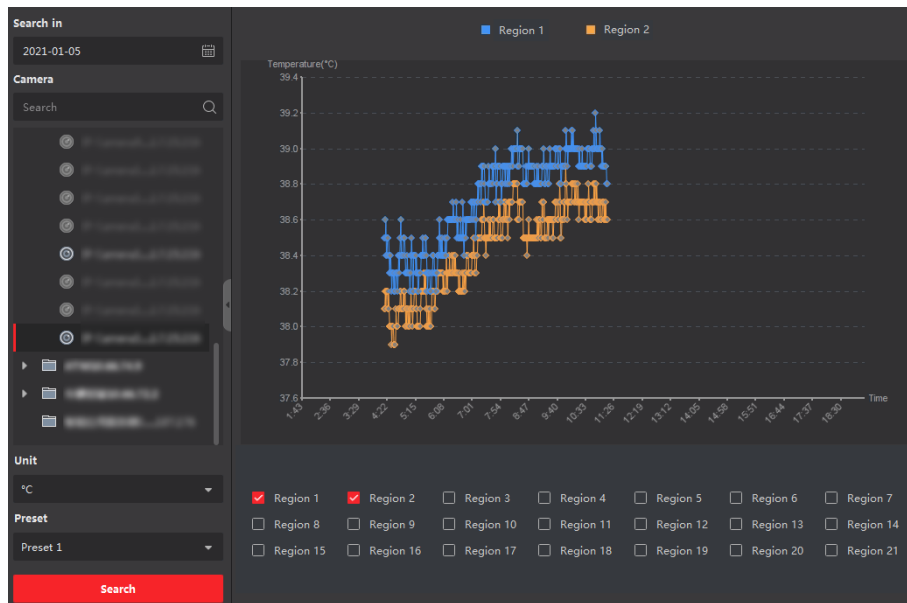 Search in
2021-01-05
Camera
Search
Unit
°C
Preset
Preset 1
Search
Region 1 Region 2
Temperature(°C)
39.4
39.2
39.0
38.8
38.6
38.4
38.2
38.0
37.8
37.6
1:43 2:36 3:29 4:22 5:15 6:08 7:01 7:54 8:47 9:40 10:33 11:26 12:19 13:12 14:05 14:58 15:51 16:44 17:37 18:30 Time
Region 1 Region 2 Region 3 Region 4 Region 5 Region 6 Region 7
Region 8 Region 9 Region 10 Region 11 Region 12 Region 13 Region 14
Region 15 Region 16 Region 17 Region 18 Region 19 Region 20 Region 21